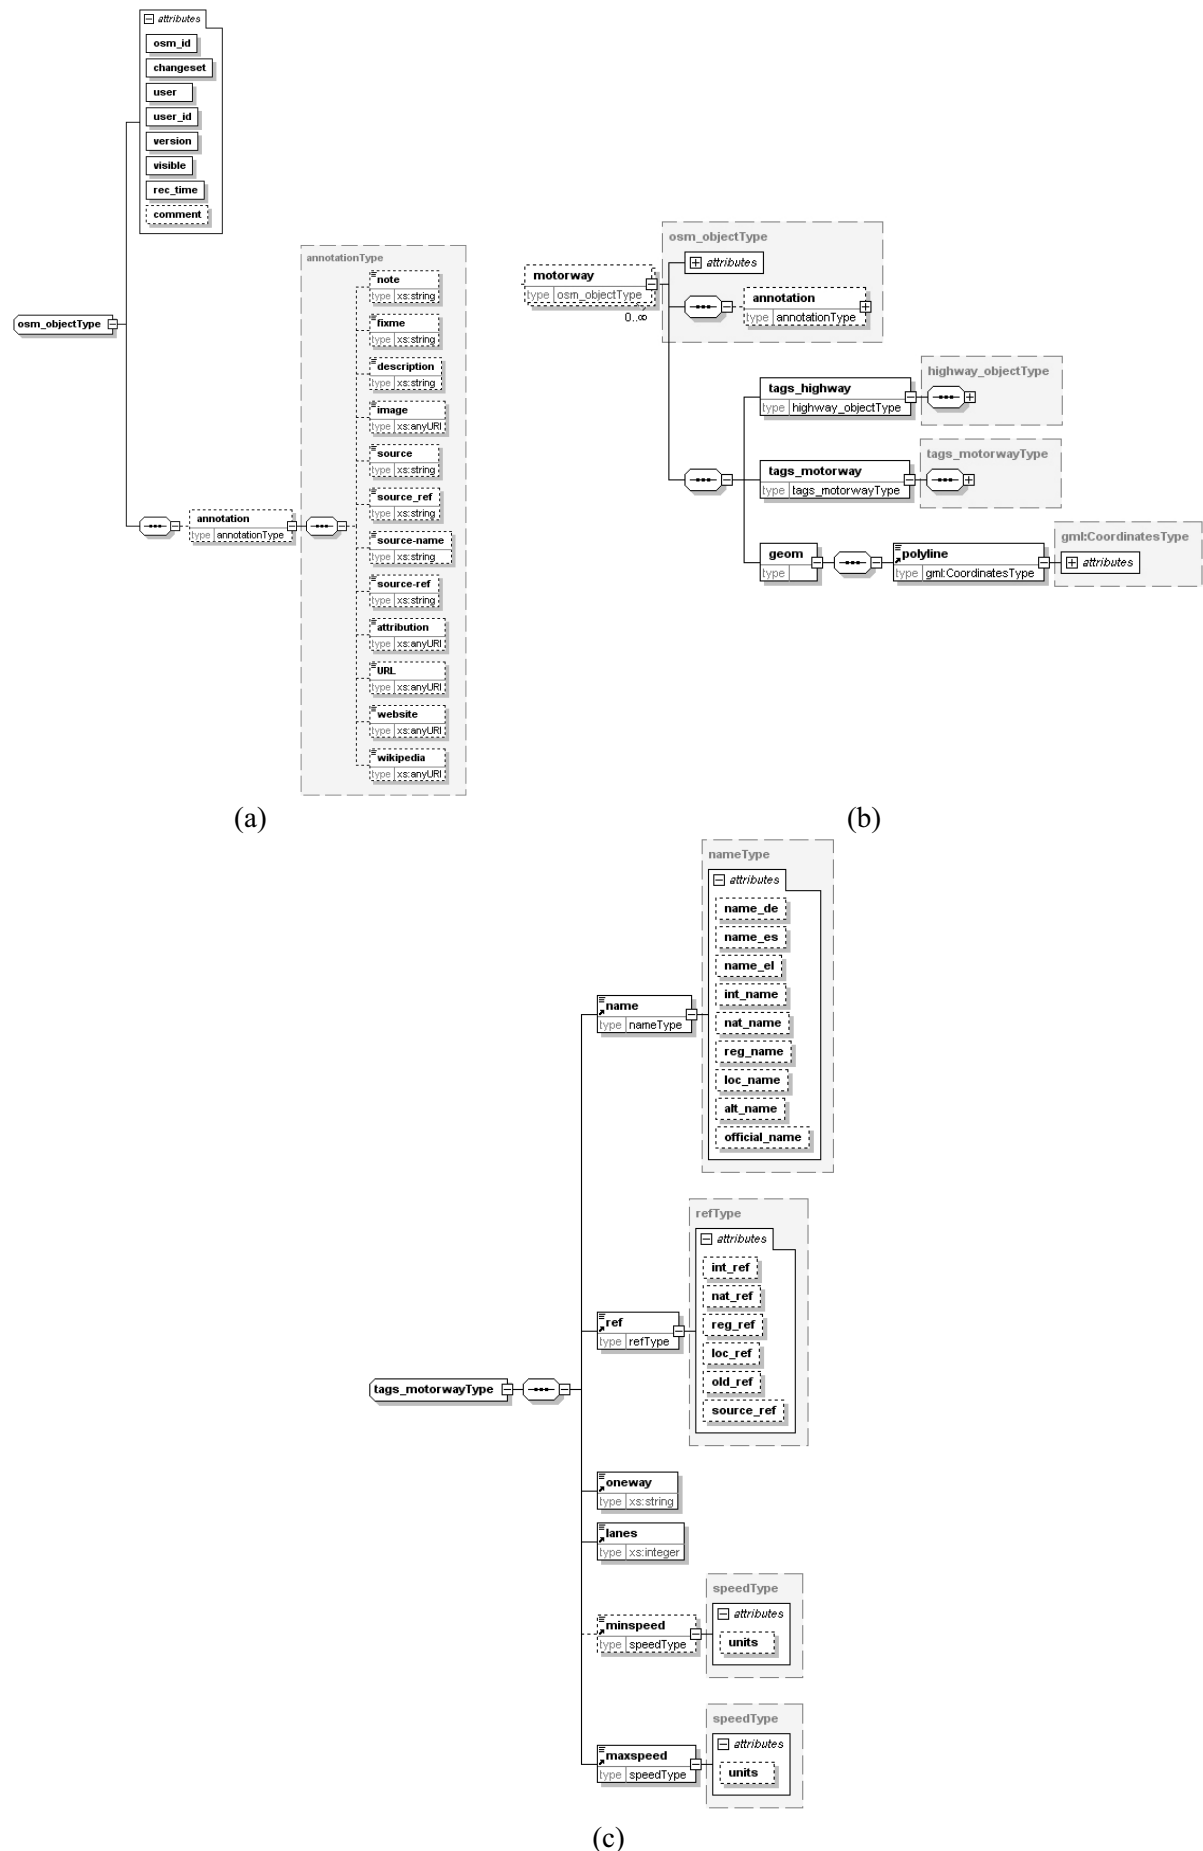 attributes
osm_id
changeset
user
user_id
version
visible
rec_time
comment
osm_objectType
annotation
type annotationType
annotationType
note
type xs:string
fixme
type xs:string
description
type xs:string
image
type xs:anyURI
source
type xs:string
source_ref
type xs:string
source-name
type xs:string
source-ref
type xs:string
attribution
type xs:anyURI
URL
type xs:anyURI
website
type xs:anyURI
wikipedia
type xs:anyURI
(a)
motorway
type osm_objectType
0..∞
osm_objectType
attributes
annotation
type annotationType
tags_highway
type highway_objectType
highway_objectType
tags_motorway
type tags_motorwayType
tags_motorwayType
geom
type
polyline
type gml:CoordinatesType
gml:CoordinatesType
attributes
(b)
tags_motorwayType
name
type nameType
nameType
attributes
name_de
name_es
name_el
int_name
nat_name
reg_name
loc_name
alt_name
official_name
ref
type refType
refType
attributes
int_ref
nat_ref
reg_ref
loc_ref
old_ref
source_ref
oneway
type xs:string
lanes
type xs:integer
minspeed
type speedType
speedType
attributes
units
maxspeed
type speedType
speedType
attributes
units
(c)